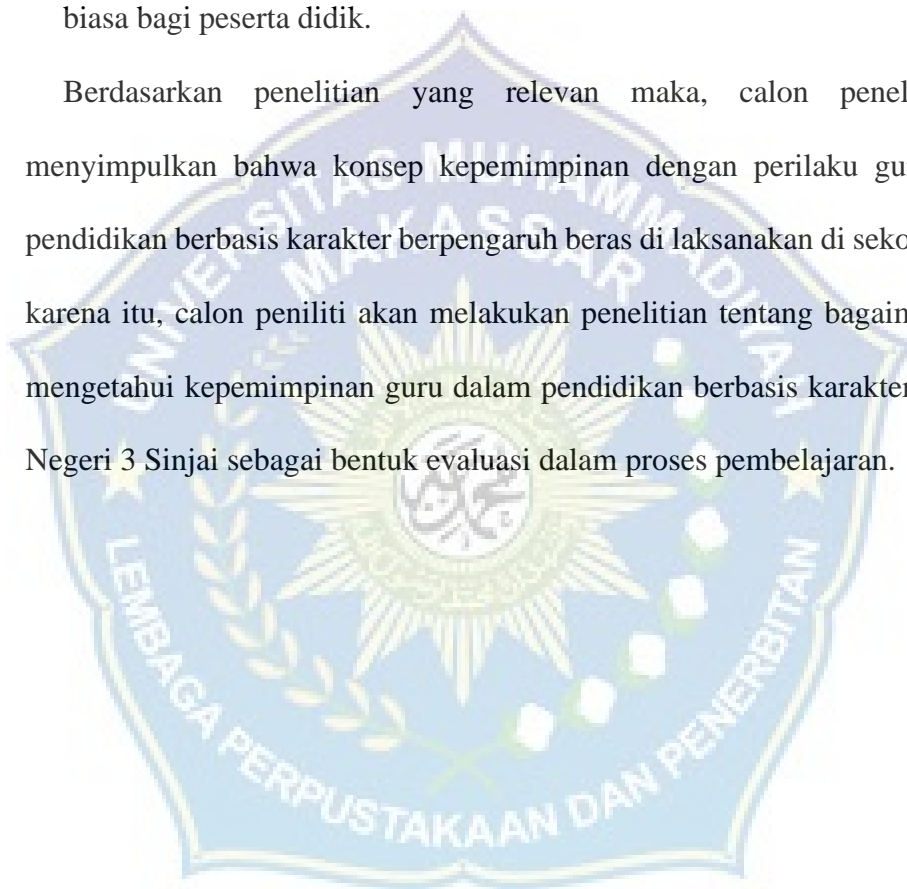 biasa bagi peserta didik.
Berdasarkan penelitian yang relevan maka, calon penel
menyimpulkan bahwa konsep kepemimpinan dengan perilaku gu
pendidikan berbasis karakter berpengaruh beras di laksanakan di seko
karena itu, calon peniliti akan melakukan penelitian tentang bagaim
mengetahui kepemimpinan guru dalam pendidikan berbasis karakter
Negeri 3 Sinjai sebagai bentuk evaluasi dalam proses pembelajaran.
UNIVERSITAS MUHAMMADIYAH
MAKASSAR
LEMBAGA PERPUSTAKAAN DAN PENERBITAN